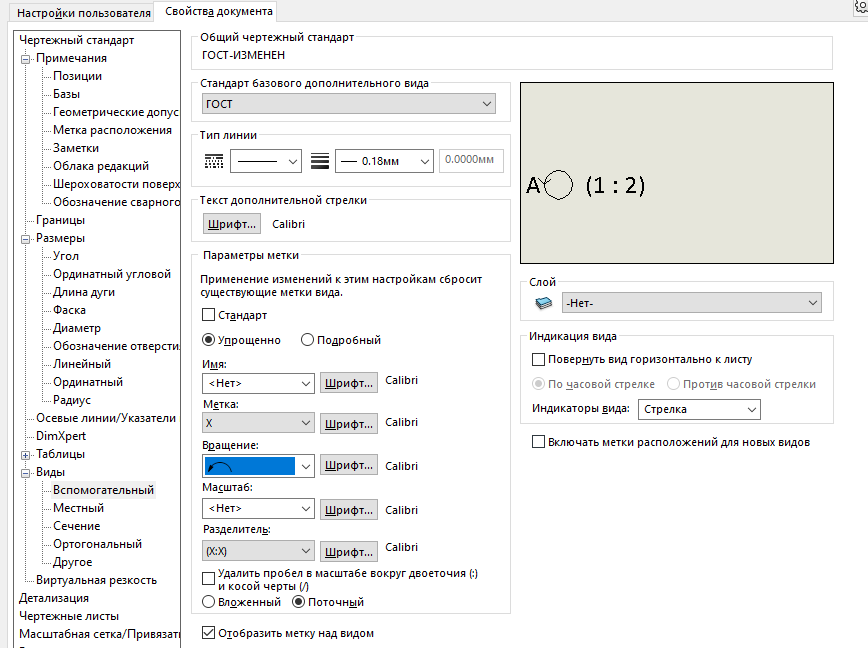 Настройки пользователя
Свойства документа
Чертежный стандарт
Примечания
Позиции
Базы
Геометрические допус
Метка расположения
Заметки
Облака редакций
Шероховатости поверх
Обозначение сварного
Границы
Размеры
Угол
Ординатный угловой
Длина дуги
Фаска
Диаметр
Обозначение отверсти
Линейный
Ординатный
Радиус
Осевые линии/Указатели
DimXpert
Таблицы
Виды
Вспомогательный
Местный
Сечение
Ортогональный
Другое
Виртуальная резкость
Детализация
Чертежные листы
Масштабная сетка/Привязат
Общий чертежный стандарт
ГОСТ-ИЗМЕНЕН
Стандарт базового дополнительного вида
ГОСТ
Тип линии
0.18мм
0.0000мм
Текст дополнительной стрелки
Шрифт...
Calibri
Параметры метки
Применение изменений к этим настройкам сбросит
существующие метки вида.
Стандарт
Упрощенно
Подробный
Имя:
<Нет>
Шрифт...
Calibri
Метка:
X
Шрифт...
Calibri
Вращение:
Шрифт...
Calibri
Масштаб:
<Нет>
Шрифт...
Calibri
Разделитель:
(X:X)
Шрифт...
Calibri
Удалить пробел в масштабе вокруг двоеточия (:)
и косой черты (/)
Вложенный
Поточный
Отобразить метку над видом
A (1 : 2)
Слой
-Нет-
Индикация вида
Повернуть вид горизонтально к листу
По часовой стрелке
Против часовой стрелки
Индикаторы вида:
Стрелка
Включать метки расположений для новых видов